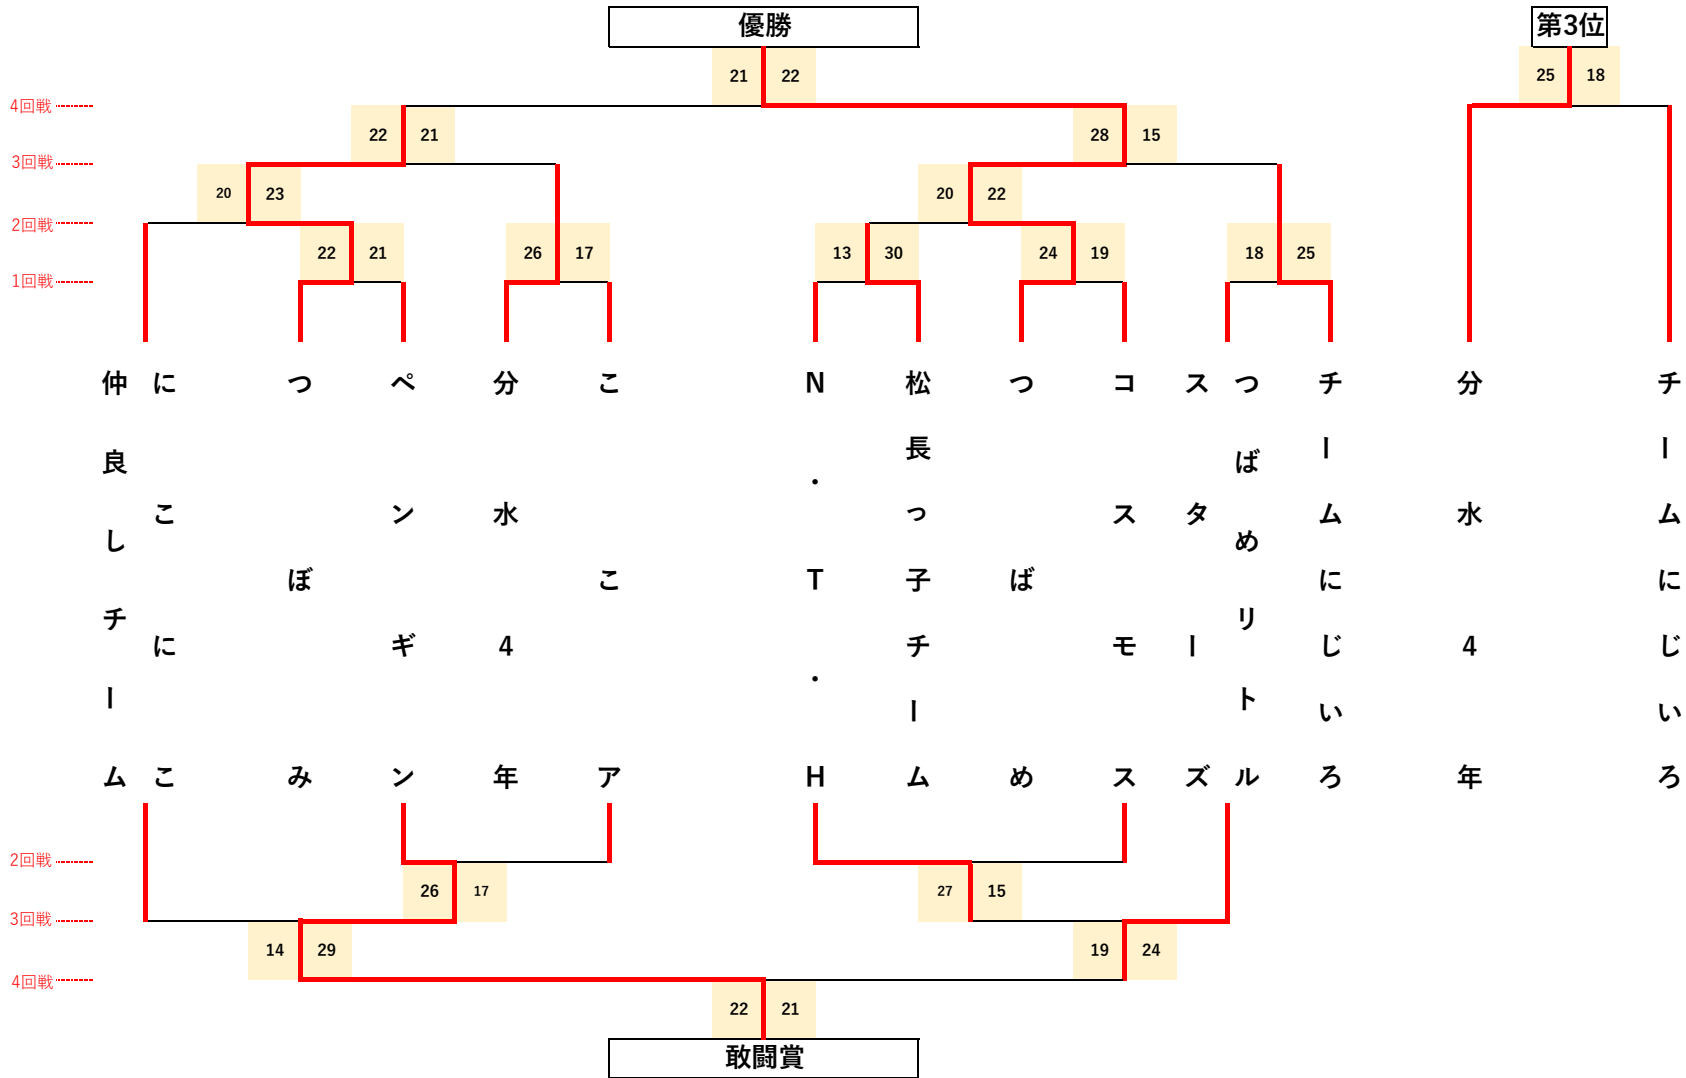 優勝
第3位
21 22
25 18
4回戦
22 21
28 15
3回戦
20 23
20 22
2回戦
22 21
26 17
13 30
24 19
18 25
1回戦
仲良しチーム
にこにこ
つぼみ
ペンギン
分水4年
ここア
N・T・H
松長っ子チーム
つばめ
コスモス
スターズ
つばめリトル
チームにじいろ
分水4年
チームにじいろ
2回戦
26 17
27 15
3回戦
14 29
19 24
4回戦
22 21
敢闘賞